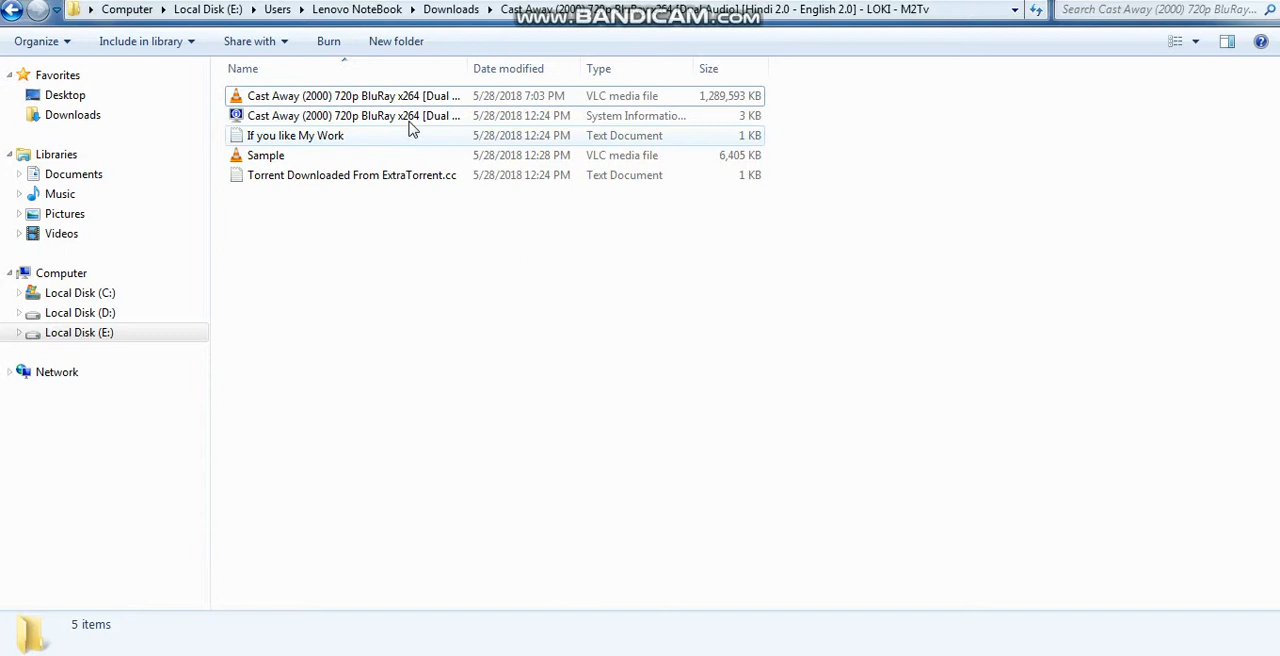 Computer Local Disk (E:) Users Lenovo NoteBook Downloads Cast Away (2000) 720p BluRay x264 [Dual Audio] [Hindi 2.0 - English 2.0] - LOKI - M2Tv Search Cast Away (2000) 720p BluRay...
www.BANDICAM.com
Organize Include in library Share with Burn New folder
Name Date modified Type Size
Favorites
Desktop
Downloads
Libraries
Documents
Music
Pictures
Videos
Computer
Local Disk (C:)
Local Disk (D:)
Local Disk (E:)
Network
Cast Away (2000) 720p BluRay x264 [Dual ... 5/28/2018 7:03 PM VLC media file 1,289,593 KB
Cast Away (2000) 720p BluRay x264 [Dual ... 5/28/2018 12:24 PM System Informatio... 3 KB
If you like My Work 5/28/2018 12:24 PM Text Document 1 KB
Sample 5/28/2018 12:28 PM VLC media file 6,405 KB
Torrent Downloaded From ExtraTorrent.cc 5/28/2018 12:24 PM Text Document 1 KB
5 items